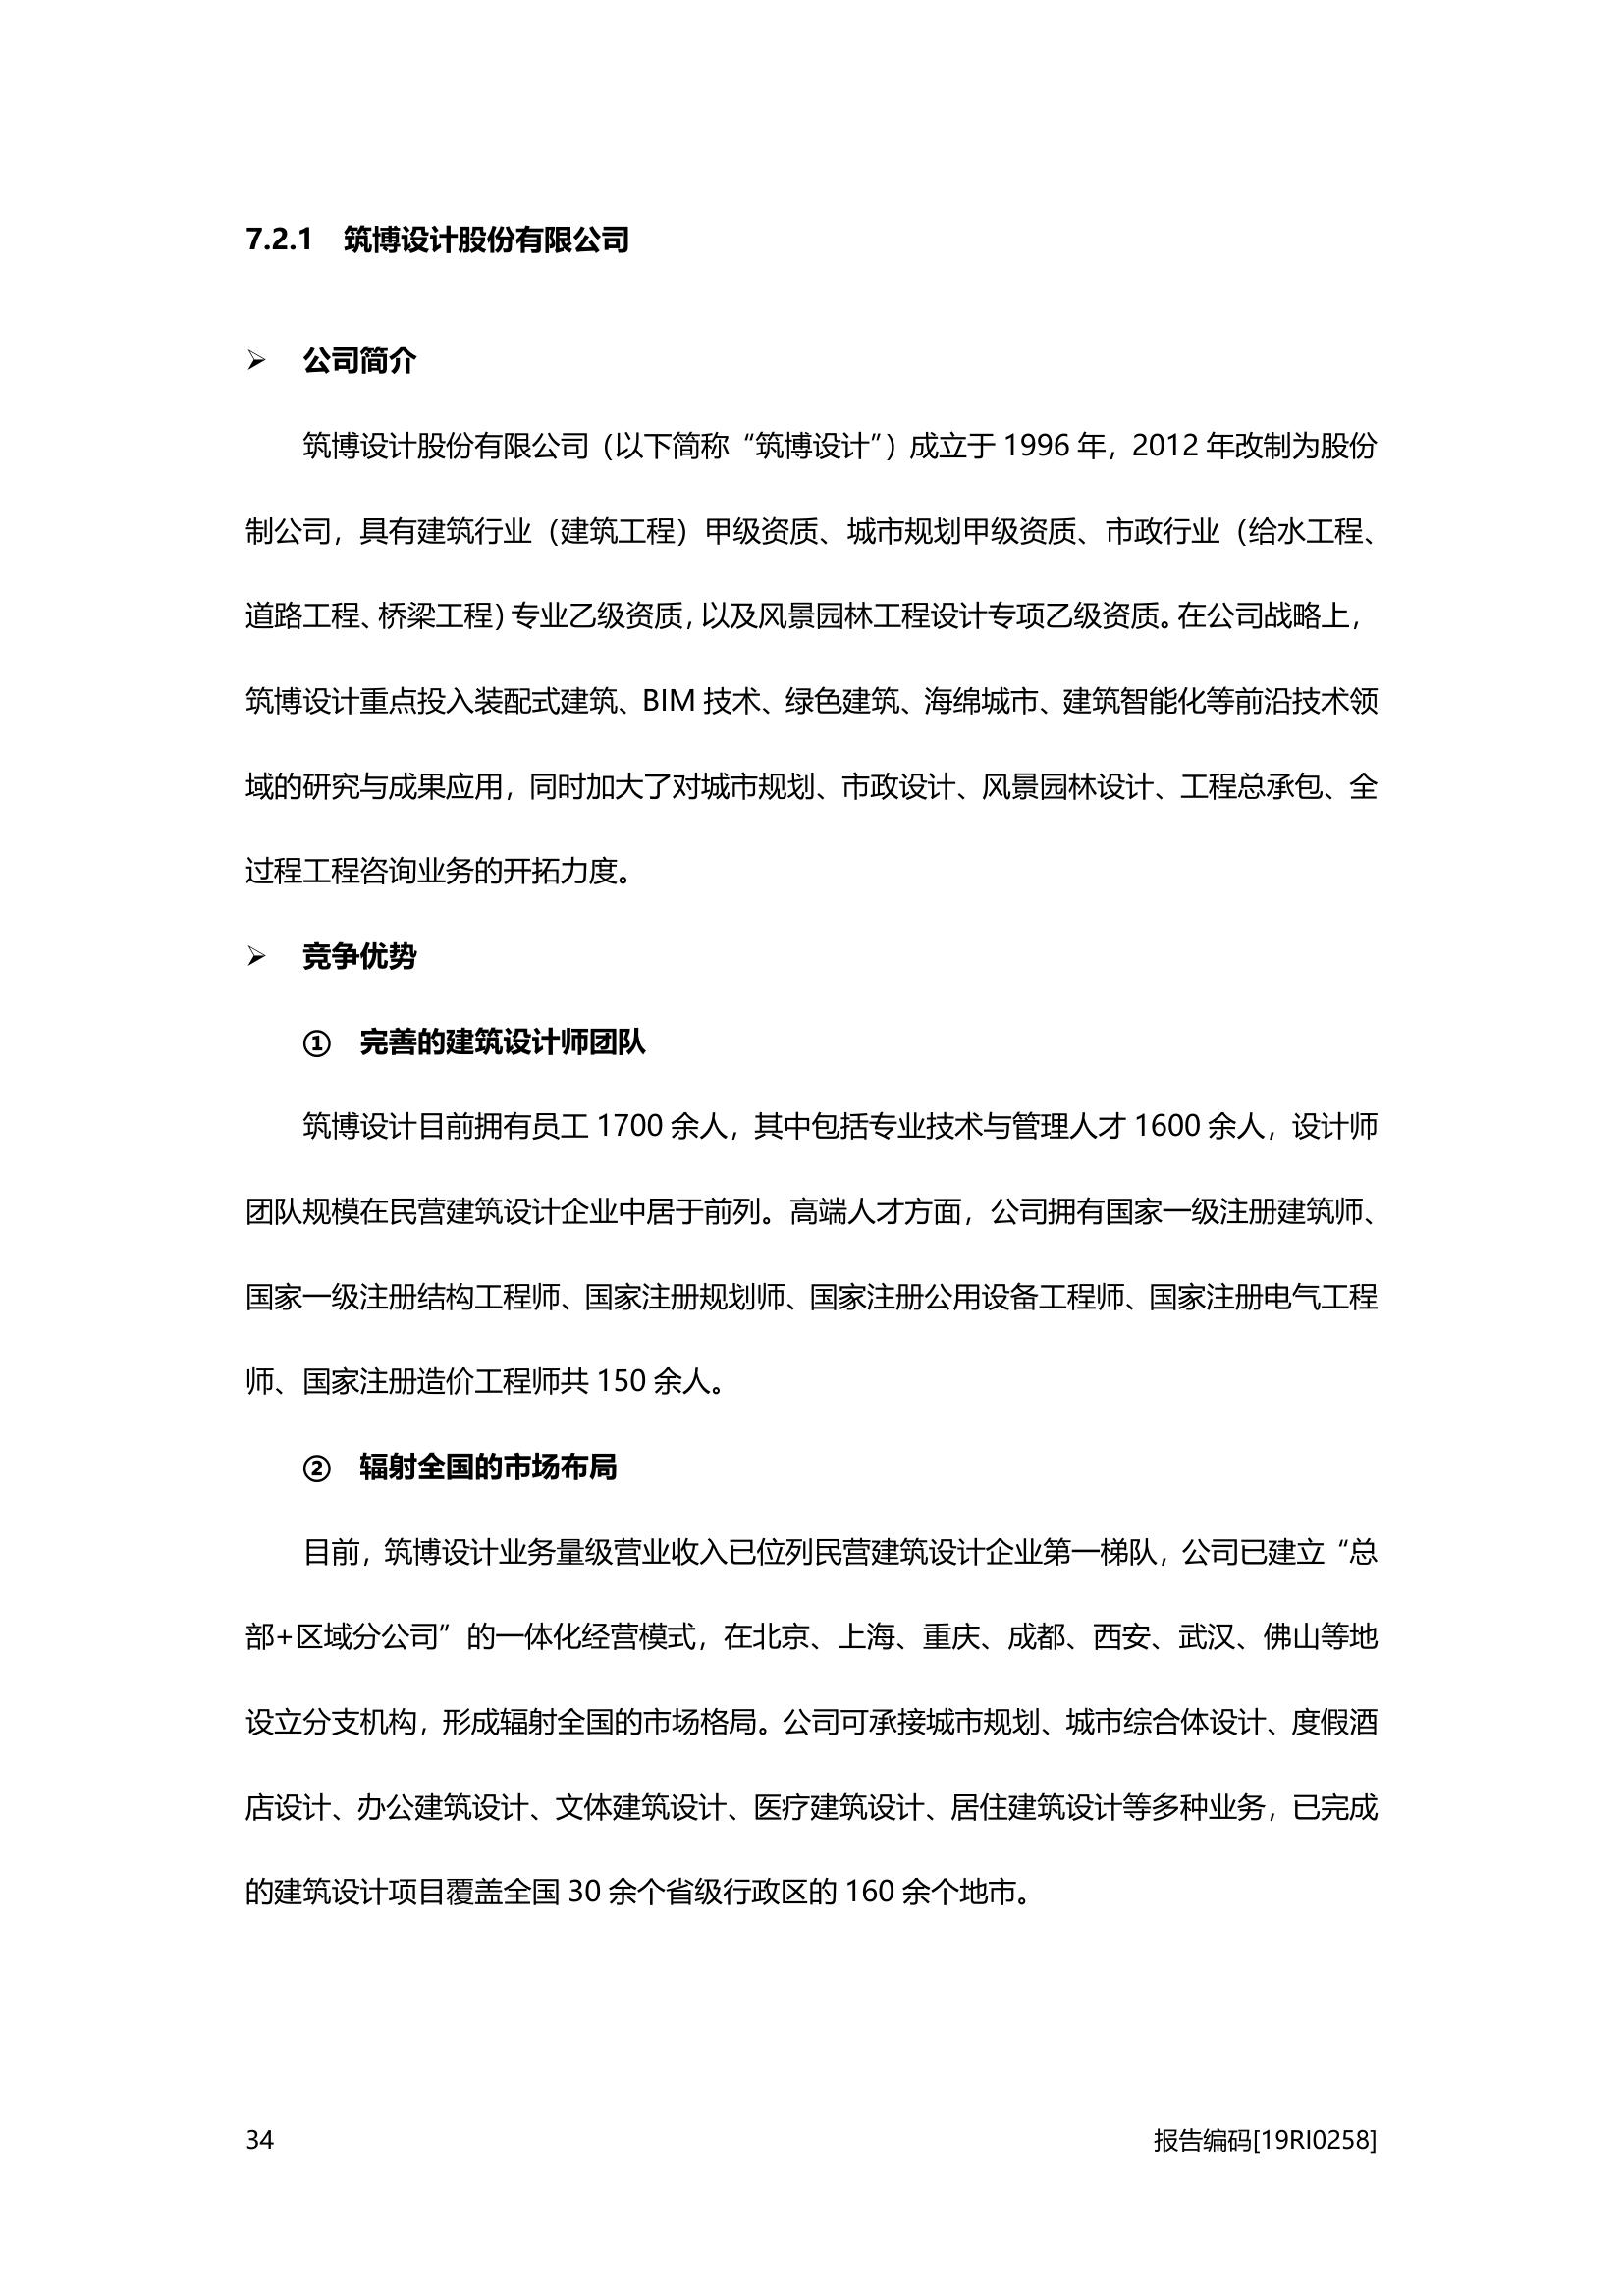 7.2.1 筑博设计股份有限公司
➢ 公司简介
筑博设计股份有限公司（以下简称“筑博设计”）成立于 1996 年，2012 年改制为股份
制公司，具有建筑行业（建筑工程）甲级资质、城市规划甲级资质、市政行业（给水工程、
道路工程、桥梁工程）专业乙级资质，以及风景园林工程设计专项乙级资质。在公司战略上，
筑博设计重点投入装配式建筑、BIM 技术、绿色建筑、海绵城市、建筑智能化等前沿技术领
域的研究与成果应用，同时加大了对城市规划、市政设计、风景园林设计、工程总承包、全
过程工程咨询业务的开拓力度。
➢ 竞争优势
① 完善的建筑设计师团队
筑博设计目前拥有员工 1700 余人，其中包括专业技术与管理人才 1600 余人，设计师
团队规模在民营建筑设计企业中居于前列。高端人才方面，公司拥有国家一级注册建筑师、
国家一级注册结构工程师、国家注册规划师、国家注册公用设备工程师、国家注册电气工程
师、国家注册造价工程师共 150 余人。
② 辐射全国的市场布局
目前，筑博设计业务量级营业收入已位列民营建筑设计企业第一梯队，公司已建立“总
部+区域分公司”的一体化经营模式，在北京、上海、重庆、成都、西安、武汉、佛山等地
设立分支机构，形成辐射全国的市场格局。公司可承接城市规划、城市综合体设计、度假酒
店设计、办公建筑设计、文体建筑设计、医疗建筑设计、居住建筑设计等多种业务，已完成
的建筑设计项目覆盖全国 30 余个省级行政区的 160 余个地市。
34 报告编码[19RI0258]